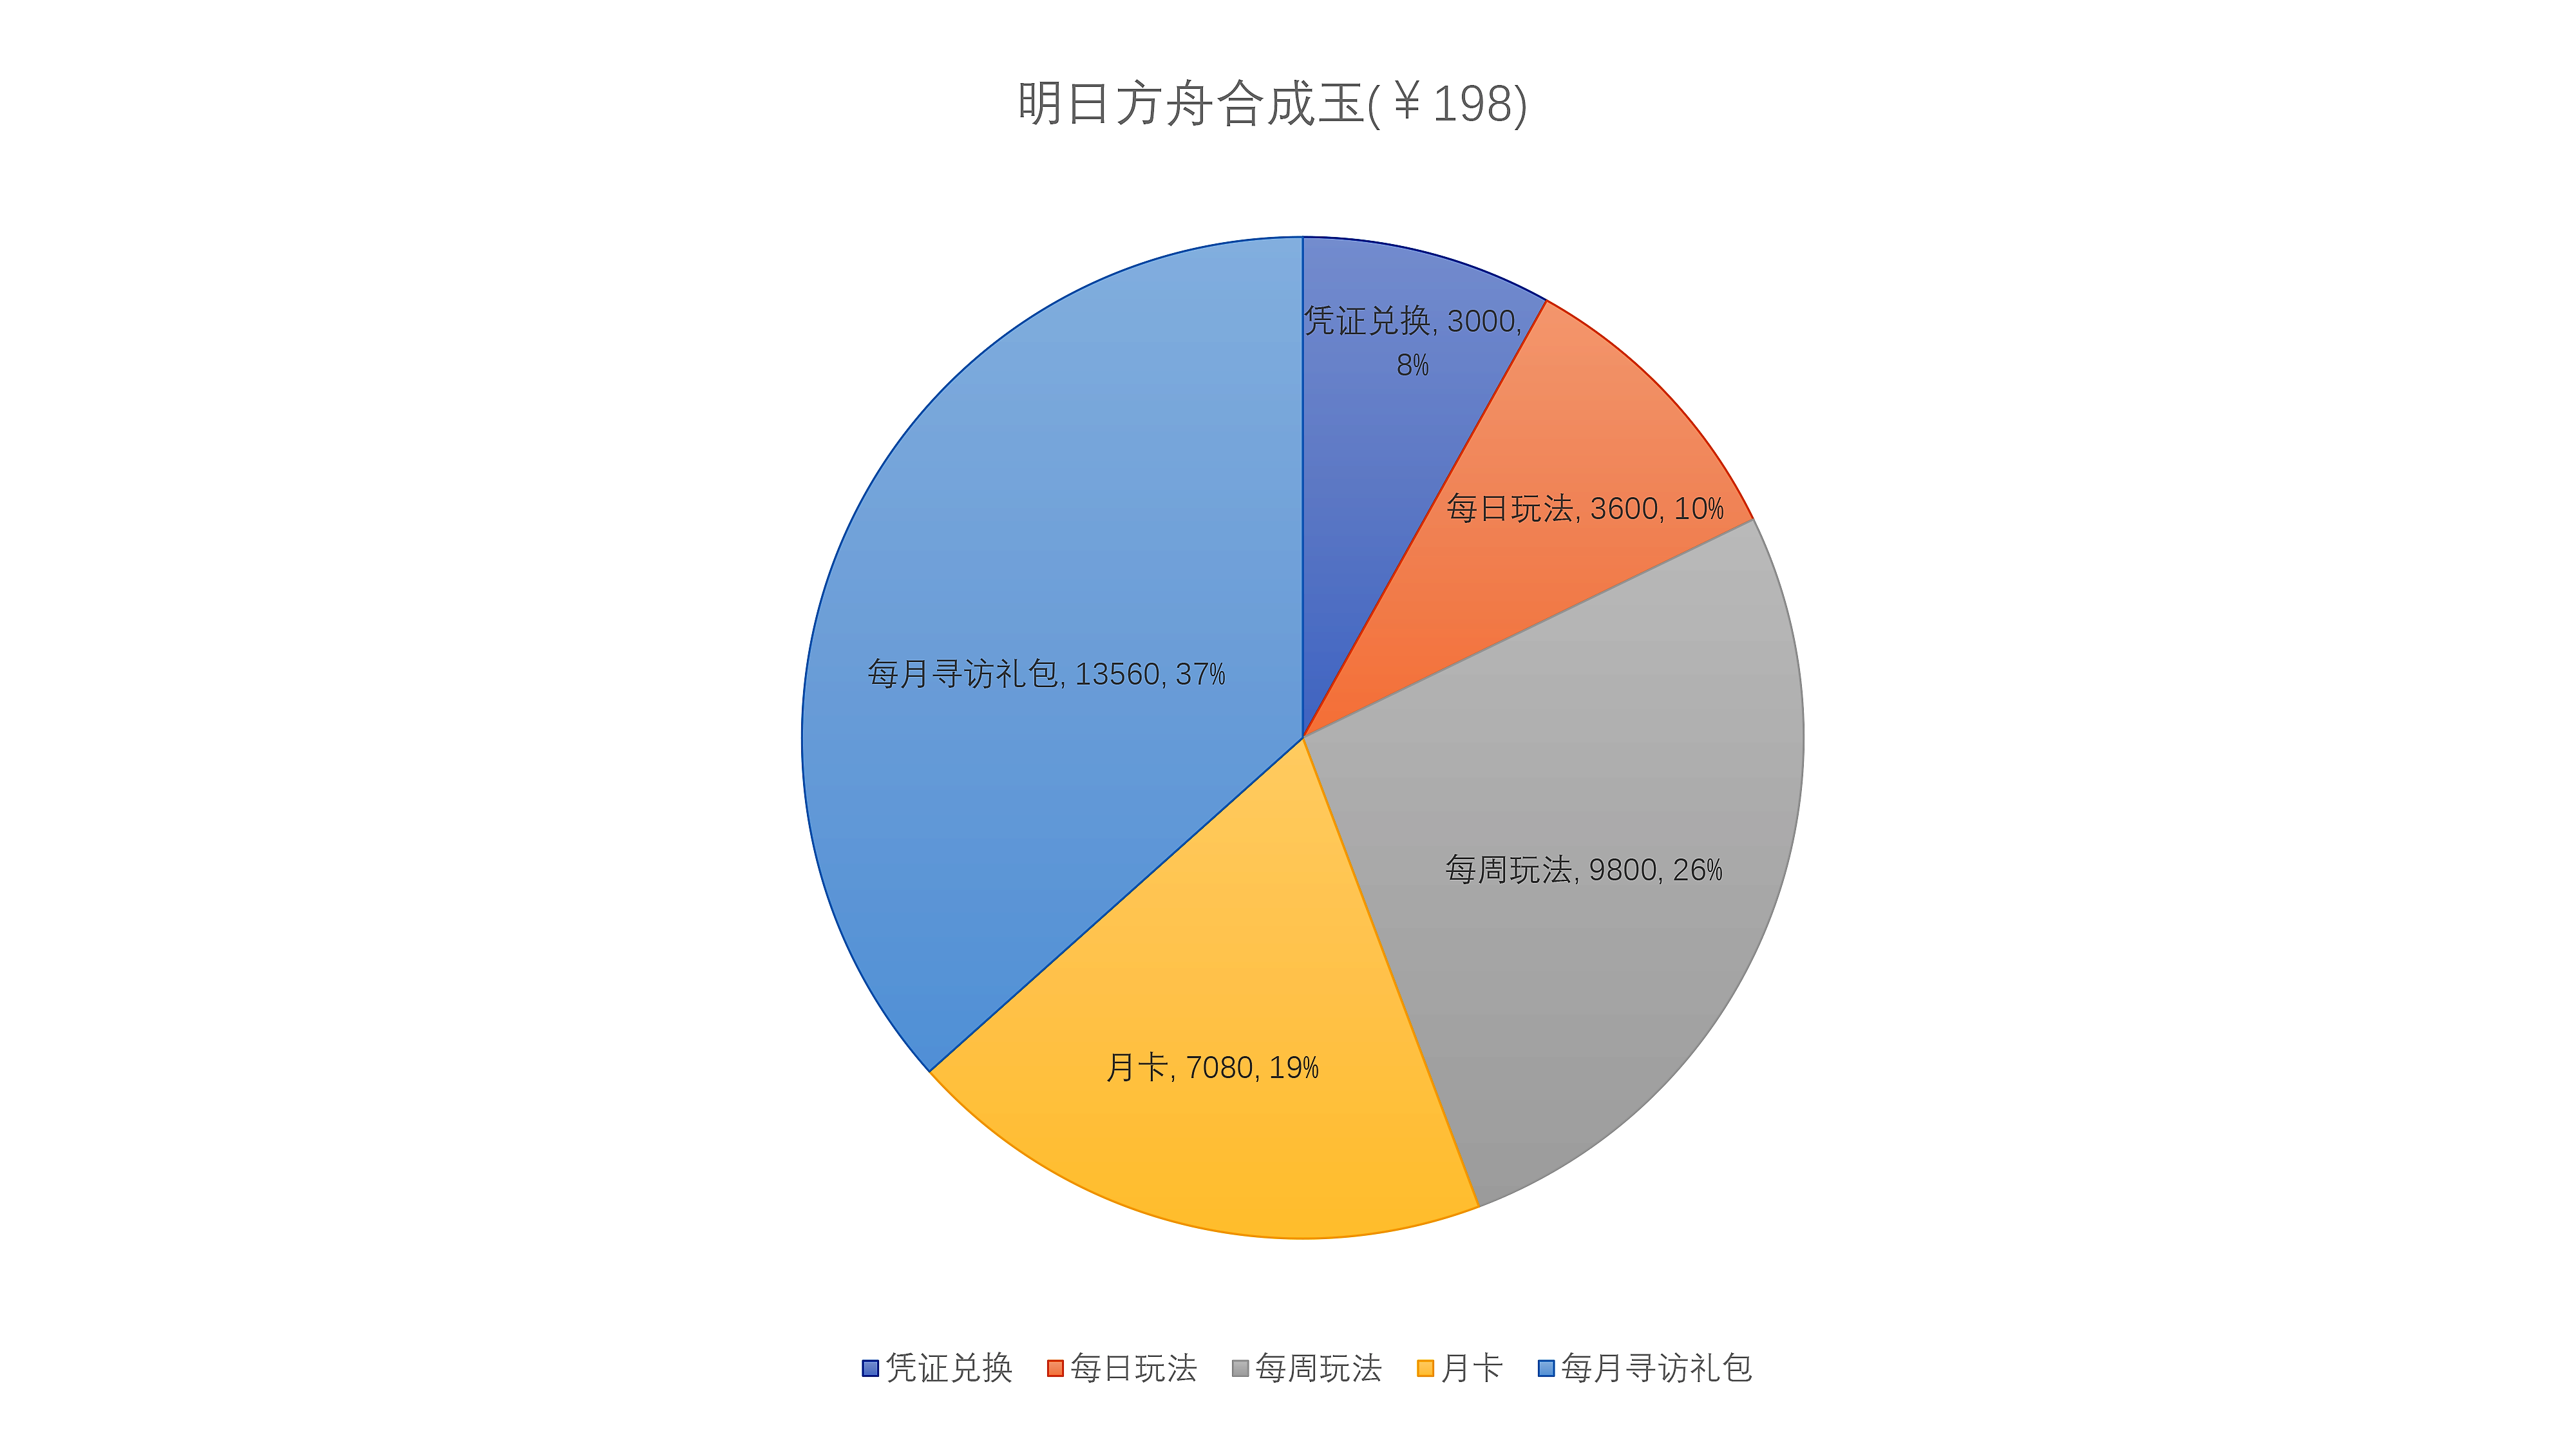 明日方舟合成玉(￥198)
凭证兑换, 3000,
8%
每日玩法, 3600, 10%
每月寻访礼包, 13560, 37%
每周玩法, 9800, 26%
月卡, 7080, 19%
凭证兑换 每日玩法 每周玩法 月卡 每月寻访礼包